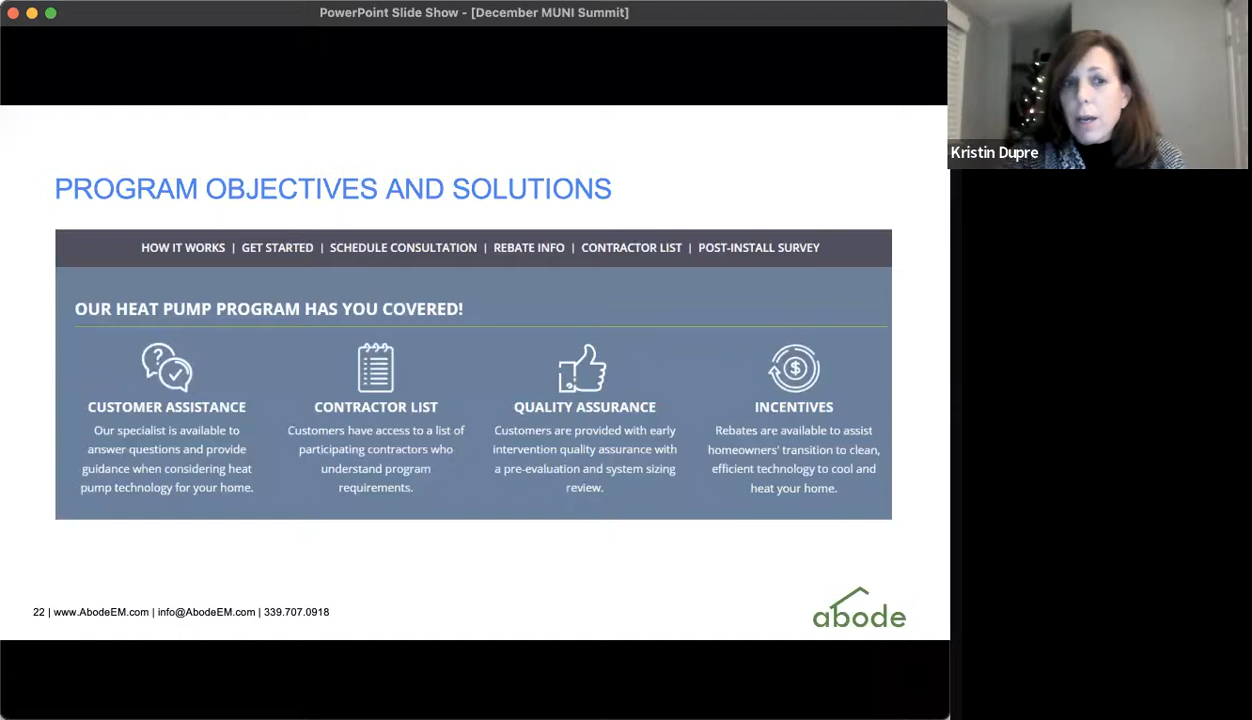 PowerPoint Slide Show - [December MUNI Summit]
Kristin Dupre
PROGRAM OBJECTIVES AND SOLUTIONS
HOW IT WORKS | GET STARTED | SCHEDULE CONSULTATION | REBATE INFO | CONTRACTOR LIST | POST-INSTALL SURVEY
OUR HEAT PUMP PROGRAM HAS YOU COVERED!
CUSTOMER ASSISTANCE
Our specialist is available to
answer questions and provide
guidance when considering heat
pump technology for your home.
CONTRACTOR LIST
Customers have access to a list of
participating contractors who
understand program
requirements.
QUALITY ASSURANCE
Customers are provided with early
intervention quality assurance with
a pre-evaluation and system sizing
review.
INCENTIVES
Rebates are available to assist
homeowners' transition to clean,
efficient technology to cool and
heat your home.
22 | www.AbodeEM.com | info@AbodeEM.com | 339.707.0918
abode